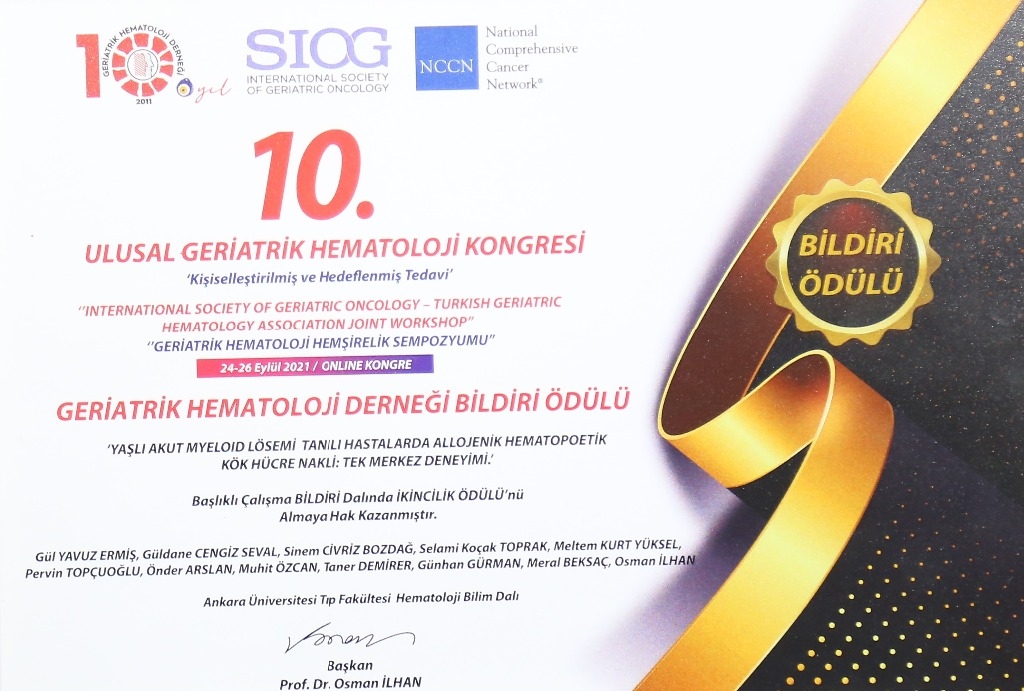 10 GERİATRİK HEMATOLOJİ DERNEĞİ 2011 yıl
SIOG
INTERNATIONAL SOCIETY
OF GERIATRIC ONCOLOGY
NCCN
National
Comprehensive
Cancer
Network®
10.
ULUSAL GERİATRİK HEMATOLOJİ KONGRESİ
'Kişiselleştirilmiş ve Hedeflenmiş Tedavi'
"INTERNATIONAL SOCIETY OF GERIATRIC ONCOLOGY – TURKISH GERIATRIC
HEMATOLOGY ASSOCIATION JOINT WORKSHOP"
"GERİATRİK HEMATOLOJİ HEMŞİRELİK SEMPOZYUMU"
24-26 Eylül 2021 / ONLINE KONGRE
BİLDİRİ
ÖDÜLÜ
GERİATRİK HEMATOLOJİ DERNEĞİ BİLDİRİ ÖDÜLÜ
'YAŞLI AKUT MYELOID LÖSEMİ TANILI HASTALARDA ALLOJENİK HEMATOPOETİK
KÖK HÜCRE NAKLİ: TEK MERKEZ DENEYİMİ.'
Başlıklı Çalışma BİLDİRİ Dalında İKİNCİLİK ÖDÜLÜ'nü
Almaya Hak Kazanmıştır.
Gül YAVUZ ERMİŞ, Güldane CENGİZ SEVAL, Sinem CİVRİZ BOZDAĞ, Selami Koçak TOPRAK, Meltem KURT YÜKSEL,
Pervin TOPÇUOĞLU, Önder ARSLAN, Muhit ÖZCAN, Taner DEMİRER, Günhan GÜRMAN, Meral BEKSAÇ, Osman İLHAN
Ankara Üniversitesi Tıp Fakültesi Hematoloji Bilim Dalı
Başkan
Prof. Dr. Osman İLHAN